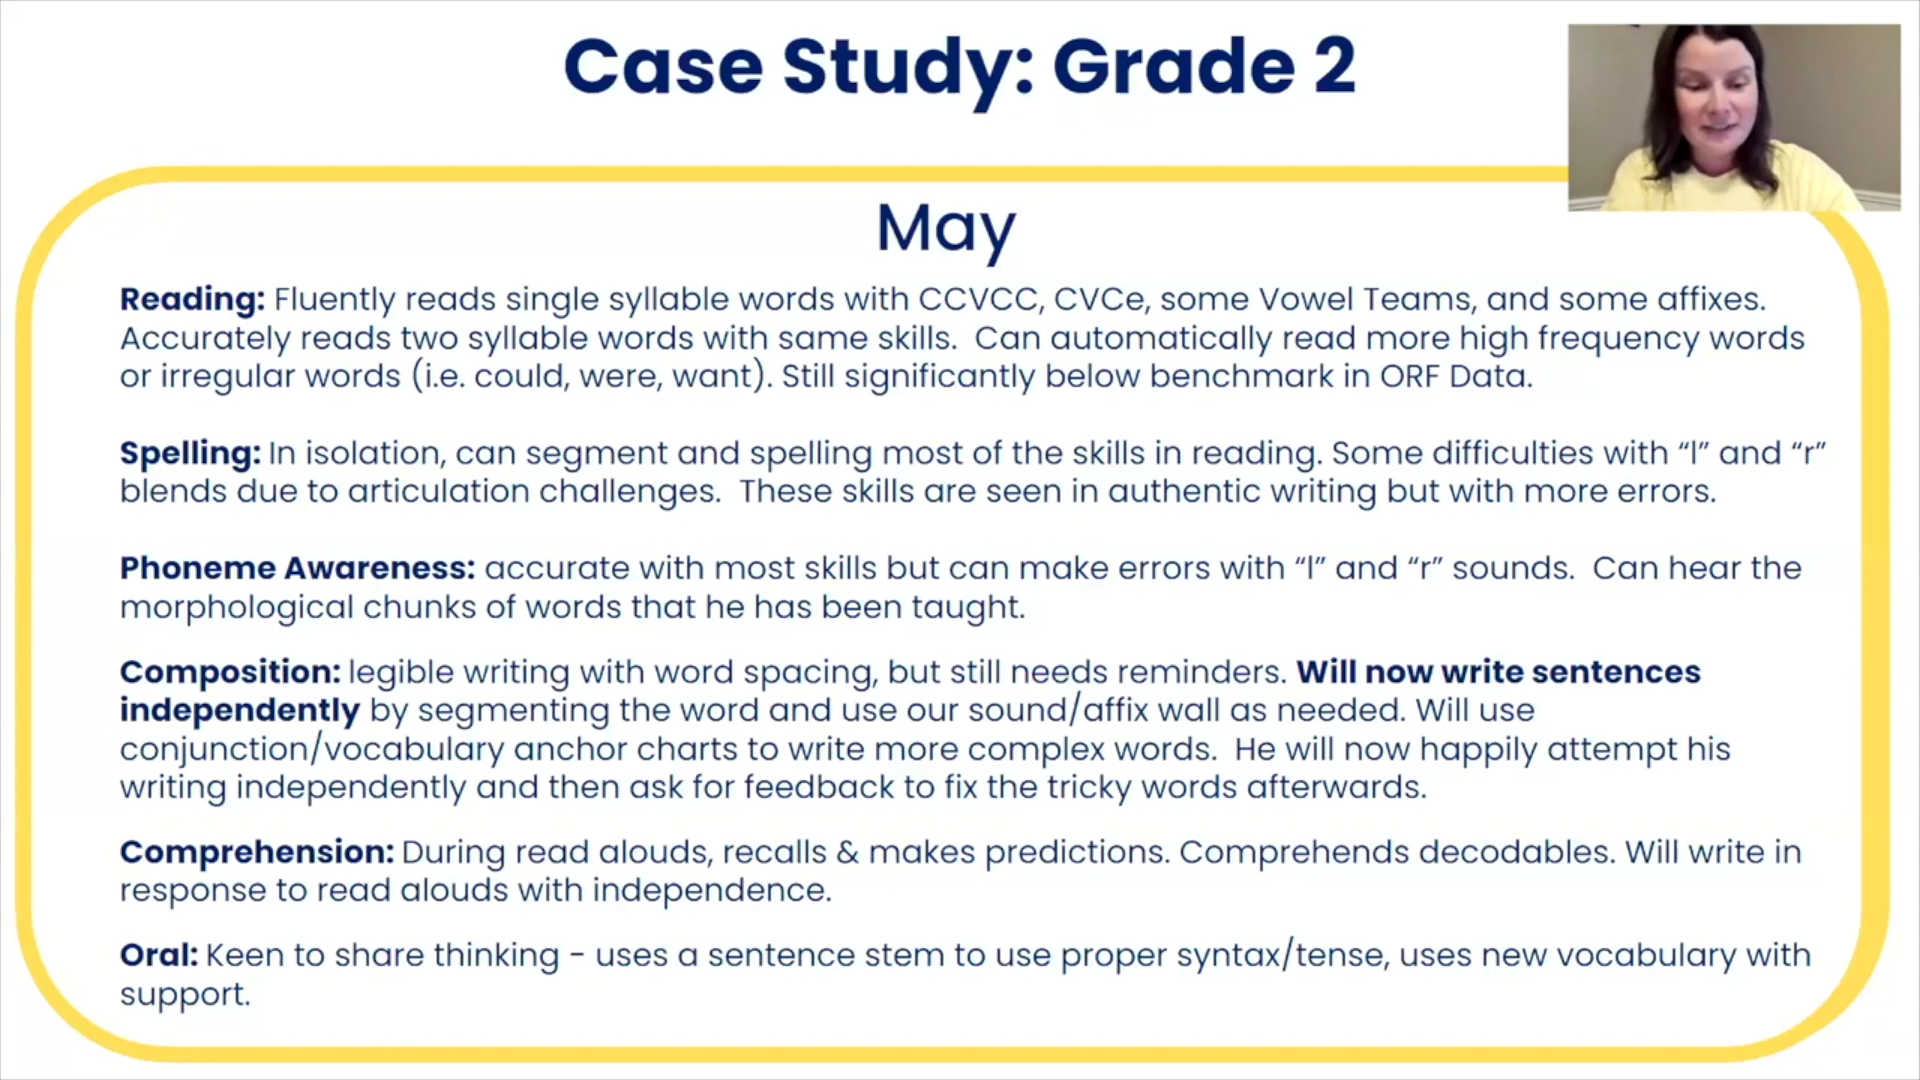 Case Study: Grade 2
May
Reading: Fluently reads single syllable words with CCVCC, CVCe, some Vowel Teams, and some affixes.
Accurately reads two syllable words with same skills.  Can automatically read more high frequency words
or irregular words (i.e. could, were, want). Still significantly below benchmark in ORF Data.
Spelling: In isolation, can segment and spelling most of the skills in reading. Some difficulties with “l” and “r”
blends due to articulation challenges.  These skills are seen in authentic writing but with more errors.
Phoneme Awareness: accurate with most skills but can make errors with “l” and “r” sounds.  Can hear the
morphological chunks of words that he has been taught.
Composition: legible writing with word spacing, but still needs reminders. Will now write sentences
independently by segmenting the word and use our sound/affix wall as needed. Will use
conjunction/vocabulary anchor charts to write more complex words.  He will now happily attempt his
writing independently and then ask for feedback to fix the tricky words afterwards.
Comprehension: During read alouds, recalls & makes predictions. Comprehends decodables. Will write in
response to read alouds with independence.
Oral: Keen to share thinking - uses a sentence stem to use proper syntax/tense, uses new vocabulary with
support.